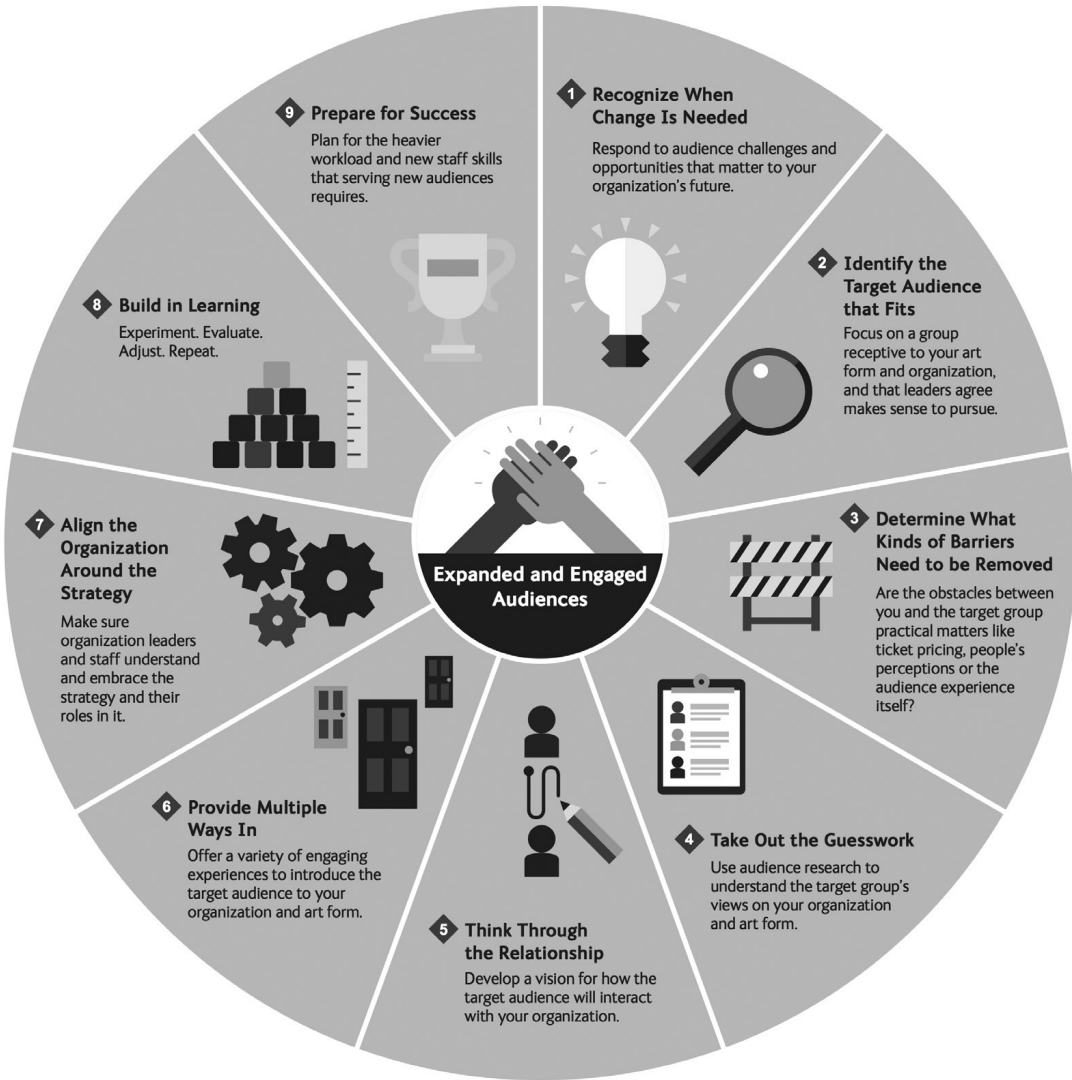 Expanded and Engaged
Audiences
1 Recognize When
Change Is Needed
Respond to audience challenges and
opportunities that matter to your
organization's future.
2 Identify the
Target Audience
that Fits
Focus on a group
receptive to your art
form and organization,
and that leaders agree
makes sense to pursue.
3 Determine What
Kinds of Barriers
Need to be Removed
Are the obstacles between
you and the target group
practical matters like
ticket pricing, people's
perceptions or the
audience experience
itself?
4 Take Out the Guesswork
Use audience research to
understand the target group's
views on your organization
and art form.
5 Think Through
the Relationship
Develop a vision for how the
target audience will interact
with your organization.
6 Provide Multiple
Ways In
Offer a variety of engaging
experiences to introduce the
target audience to your
organization and art form.
7 Align the
Organization
Around the
Strategy
Make sure
organization leaders
and staff understand
and embrace the
strategy and their
roles in it.
8 Build in Learning
Experiment. Evaluate.
Adjust. Repeat.
9 Prepare for Success
Plan for the heavier
workload and new staff skills
that serving new audiences
requires.